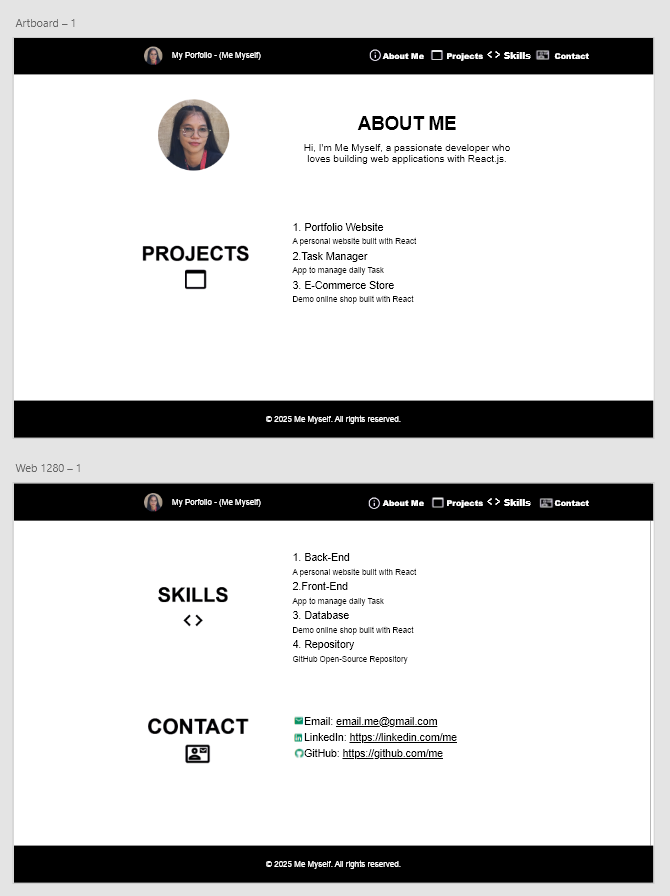 Artboard – 1
My Porfolio - (Me Myself)
About Me Projects Skills Contact
ABOUT ME
Hi, I'm Me Myself, a passionate developer who
loves building web applications with React.js.
PROJECTS
1. Portfolio Website
A personal website built with React
2.Task Manager
App to manage daily Task
3. E-Commerce Store
Demo online shop built with React
© 2025 Me Myself. All rights reserved.
Web 1280 – 1
My Porfolio - (Me Myself)
About Me Projects Skills Contact
SKILLS
1. Back-End
A personal website built with React
2.Front-End
App to manage daily Task
3. Database
Demo online shop built with React
4. Repository
GitHub Open-Source Repository
CONTACT
Email: email.me@gmail.com
LinkedIn: https://linkedin.com/me
GitHub: https://github.com/me
© 2025 Me Myself. All rights reserved.